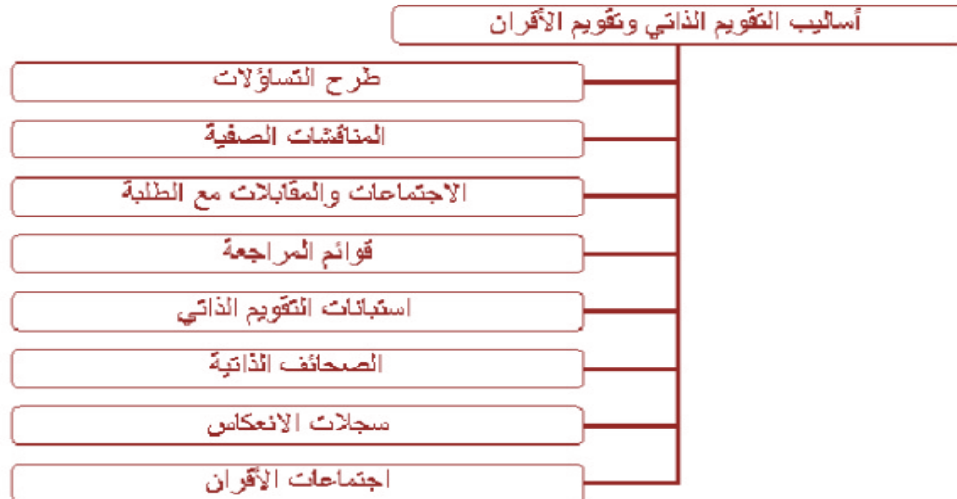 أساليب التقويم الذاتي وتقويم الأقران
طرح التساؤلات
المناقشات الصفية
الاجتماعات والمقابلات مع الطلبة
قوائم المراجعة
استبانات التقويم الذاتي
الصحائف الذاتية
سجلات الانعكاس
اجتماعات الأقران